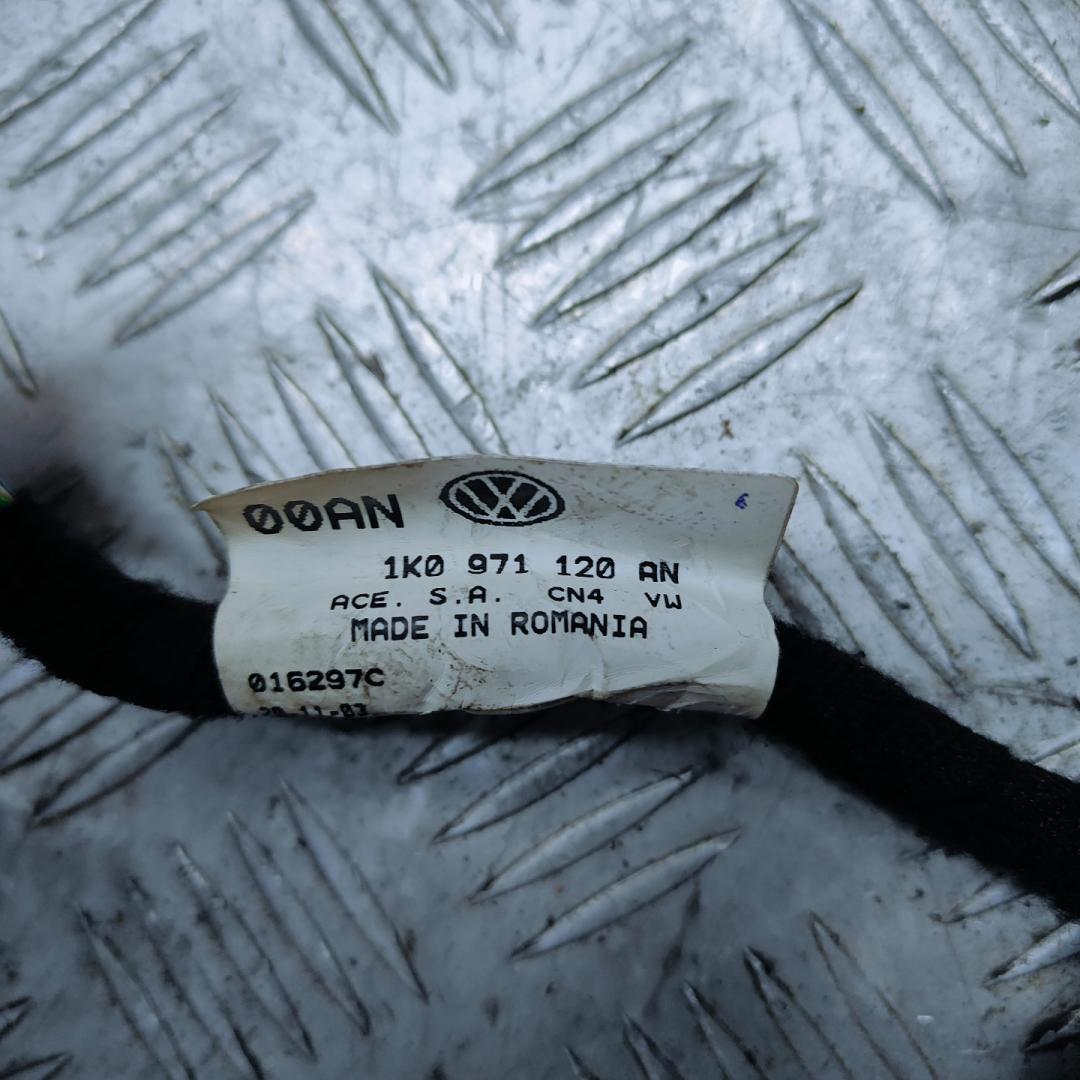 00AN
1K0 971 120 AN
ACE. S.A. CN4 VW
MADE IN ROMANIA
016297C